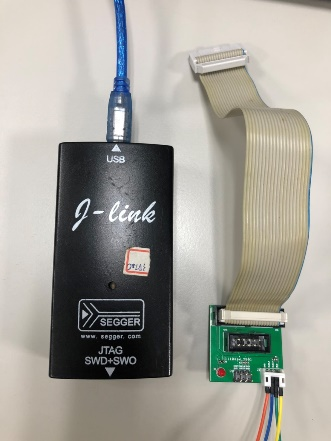 USB
J-link
SEGGER
www. segger. com
JTAG
SWD+SWO